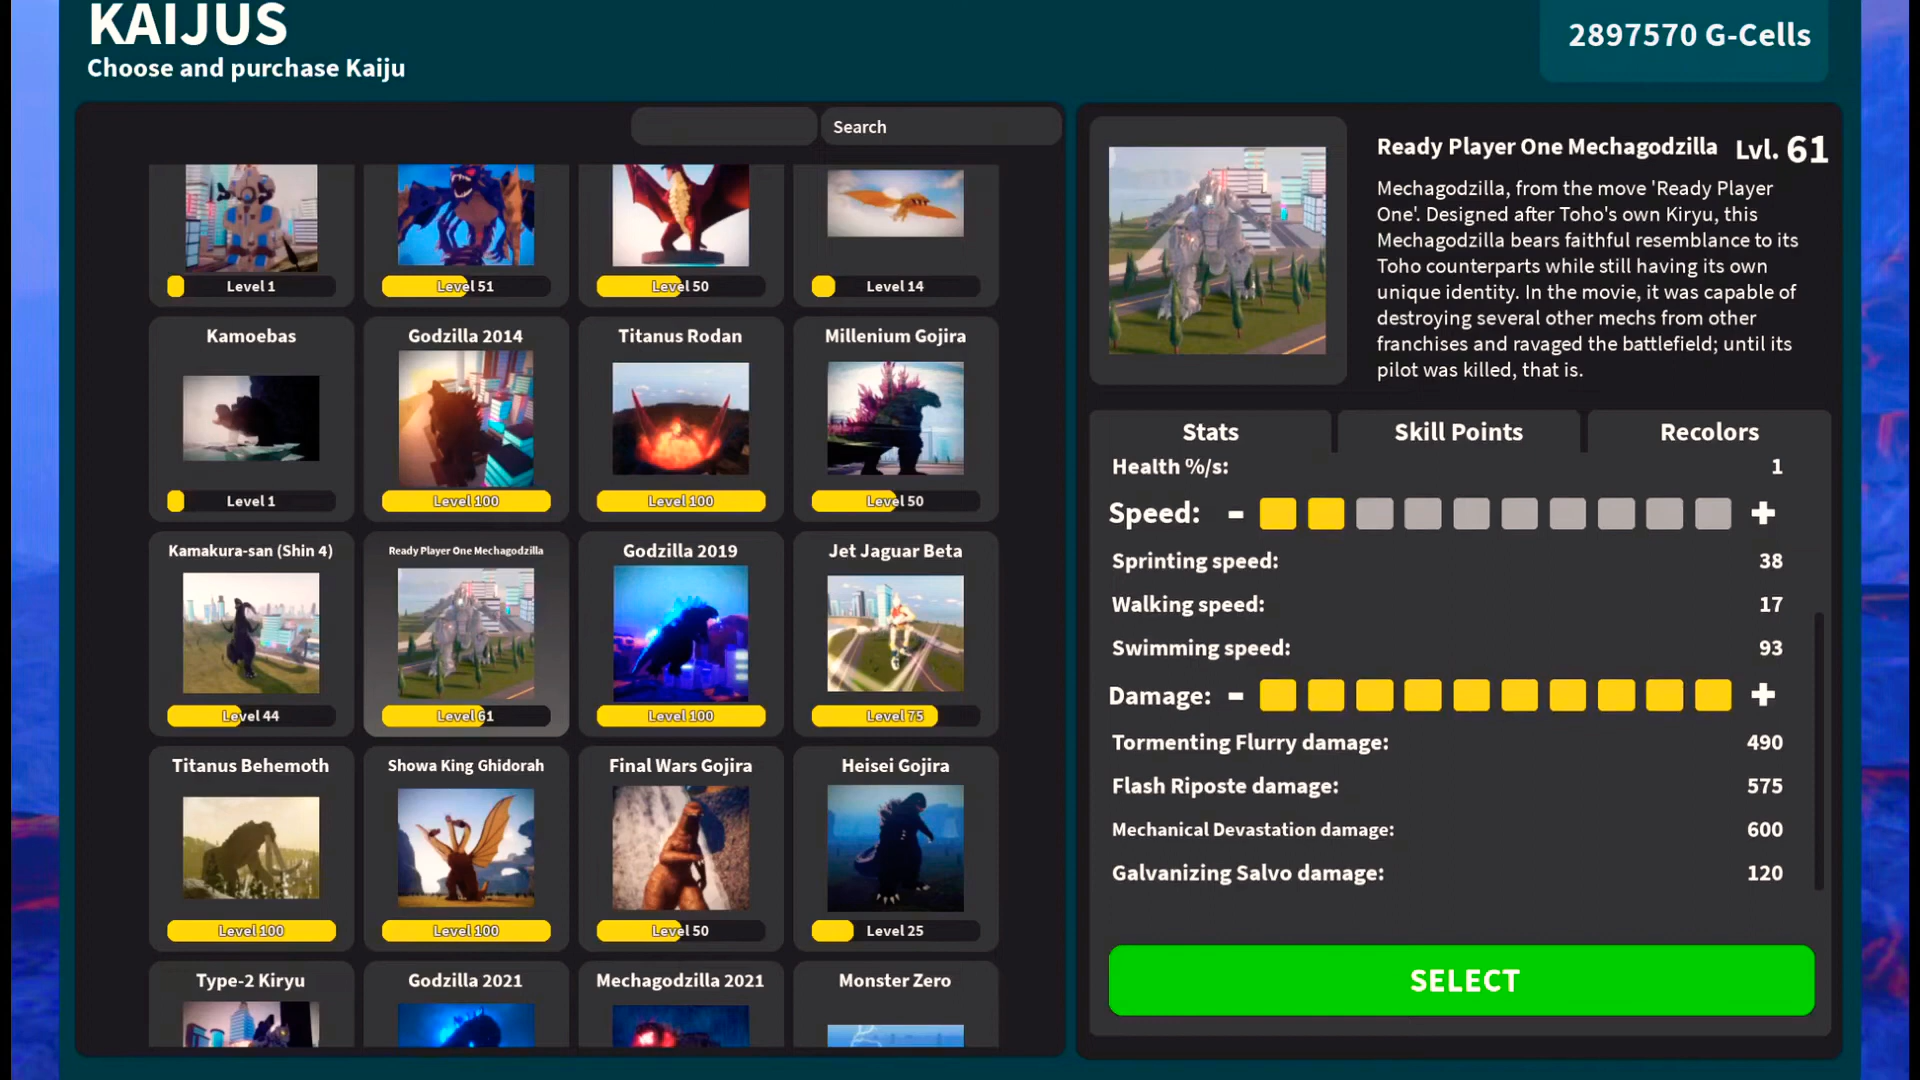 KAIJUS
Choose and purchase Kaiju
2897570 G-Cells
Search
Level 1
Level 51
Level 50
Level 14
Kamoebas
Godzilla 2014
Titanus Rodan
Millenium Gojira
Level 1
Level 100
Level 100
Level 50
Kamakura-san (Shin 4)
Ready Player One Mechagodzilla
Godzilla 2019
Jet Jaguar Beta
Level 44
Level 61
Level 100
Level 75
Titanus Behemoth
Showa King Ghidorah
Final Wars Gojira
Heisei Gojira
Level 100
Level 100
Level 50
Level 25
Type-2 Kiryu
Godzilla 2021
Mechagodzilla 2021
Monster Zero
Ready Player One Mechagodzilla Lvl. 61
Mechagodzilla, from the move 'Ready Player
One'. Designed after Toho's own Kiryu, this
Mechagodzilla bears faithful resemblance to its
Toho counterparts while still having its own
unique identity. In the movie, it was capable of
destroying several other mechs from other
franchises and ravaged the battlefield; until its
pilot was killed, that is.
Stats
Skill Points
Recolors
Health %/s: 1
Speed: - +
Sprinting speed: 38
Walking speed: 17
Swimming speed: 93
Damage: - +
Tormenting Flurry damage: 490
Flash Riposte damage: 575
Mechanical Devastation damage: 600
Galvanizing Salvo damage: 120
SELECT